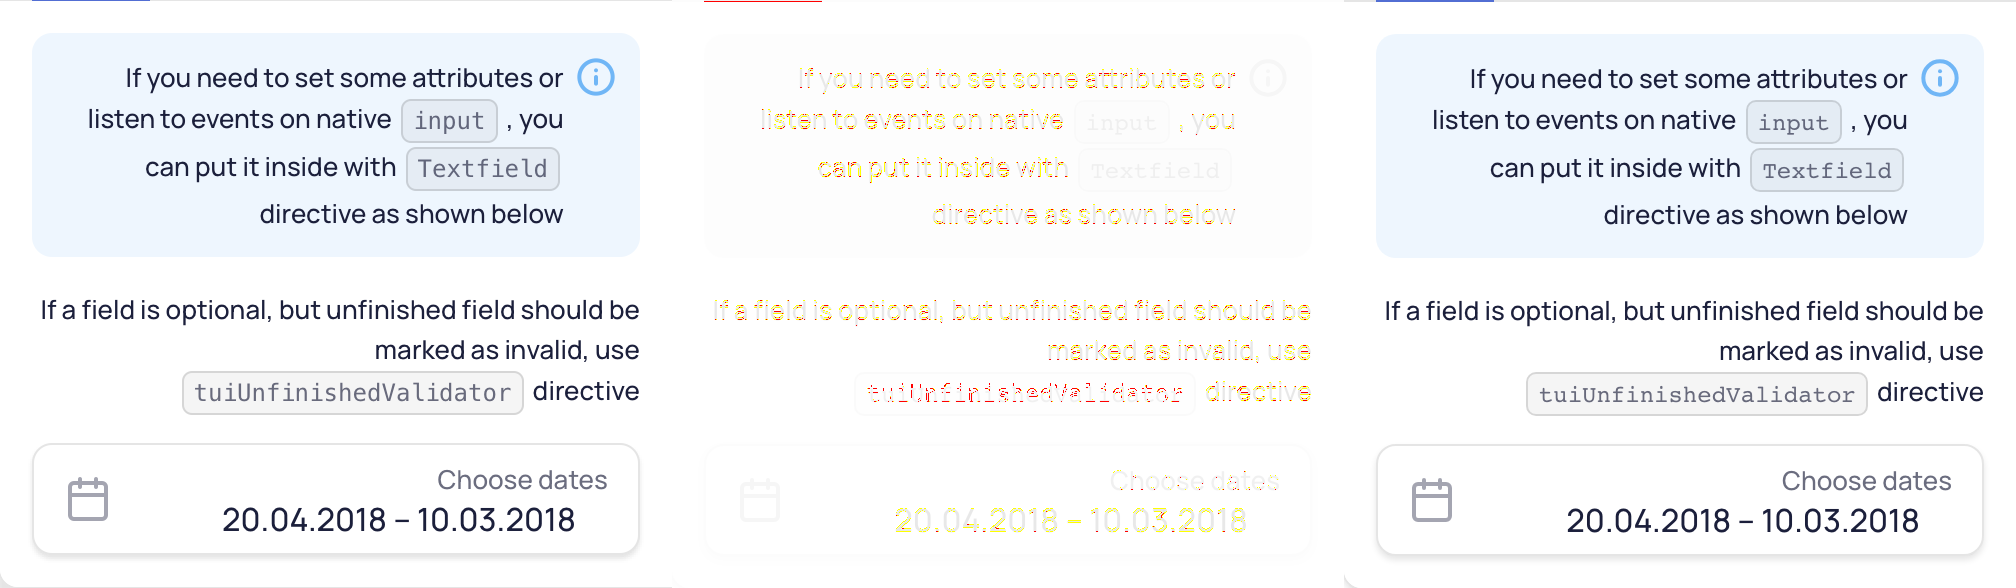 If you need to set some attributes or
listen to events on native input , you
can put it inside with Textfield
directive as shown below
If a field is optional, but unfinished field should be
marked as invalid, use
tuiUnfinishedValidator directive
Choose dates
20.04.2018 – 10.03.2018
If you need to set some attributes or
listen to events on native input , you
can put it inside with Textfield
directive as shown below
If a field is optional, but unfinished field should be
marked as invalid, use
tuiUnfinishedValidator directive
Choose dates
20.04.2018 – 10.03.2018
If you need to set some attributes or
listen to events on native input , you
can put it inside with Textfield
directive as shown below
If a field is optional, but unfinished field should be
marked as invalid, use
tuiUnfinishedValidator directive
Choose dates
20.04.2018 – 10.03.2018